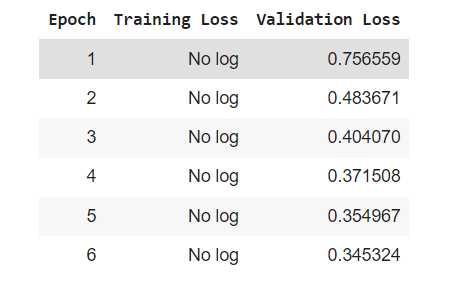 Epoch Training Loss Validation Loss
1 No log 0.756559
2 No log 0.483671
3 No log 0.404070
4 No log 0.371508
5 No log 0.354967
6 No log 0.345324